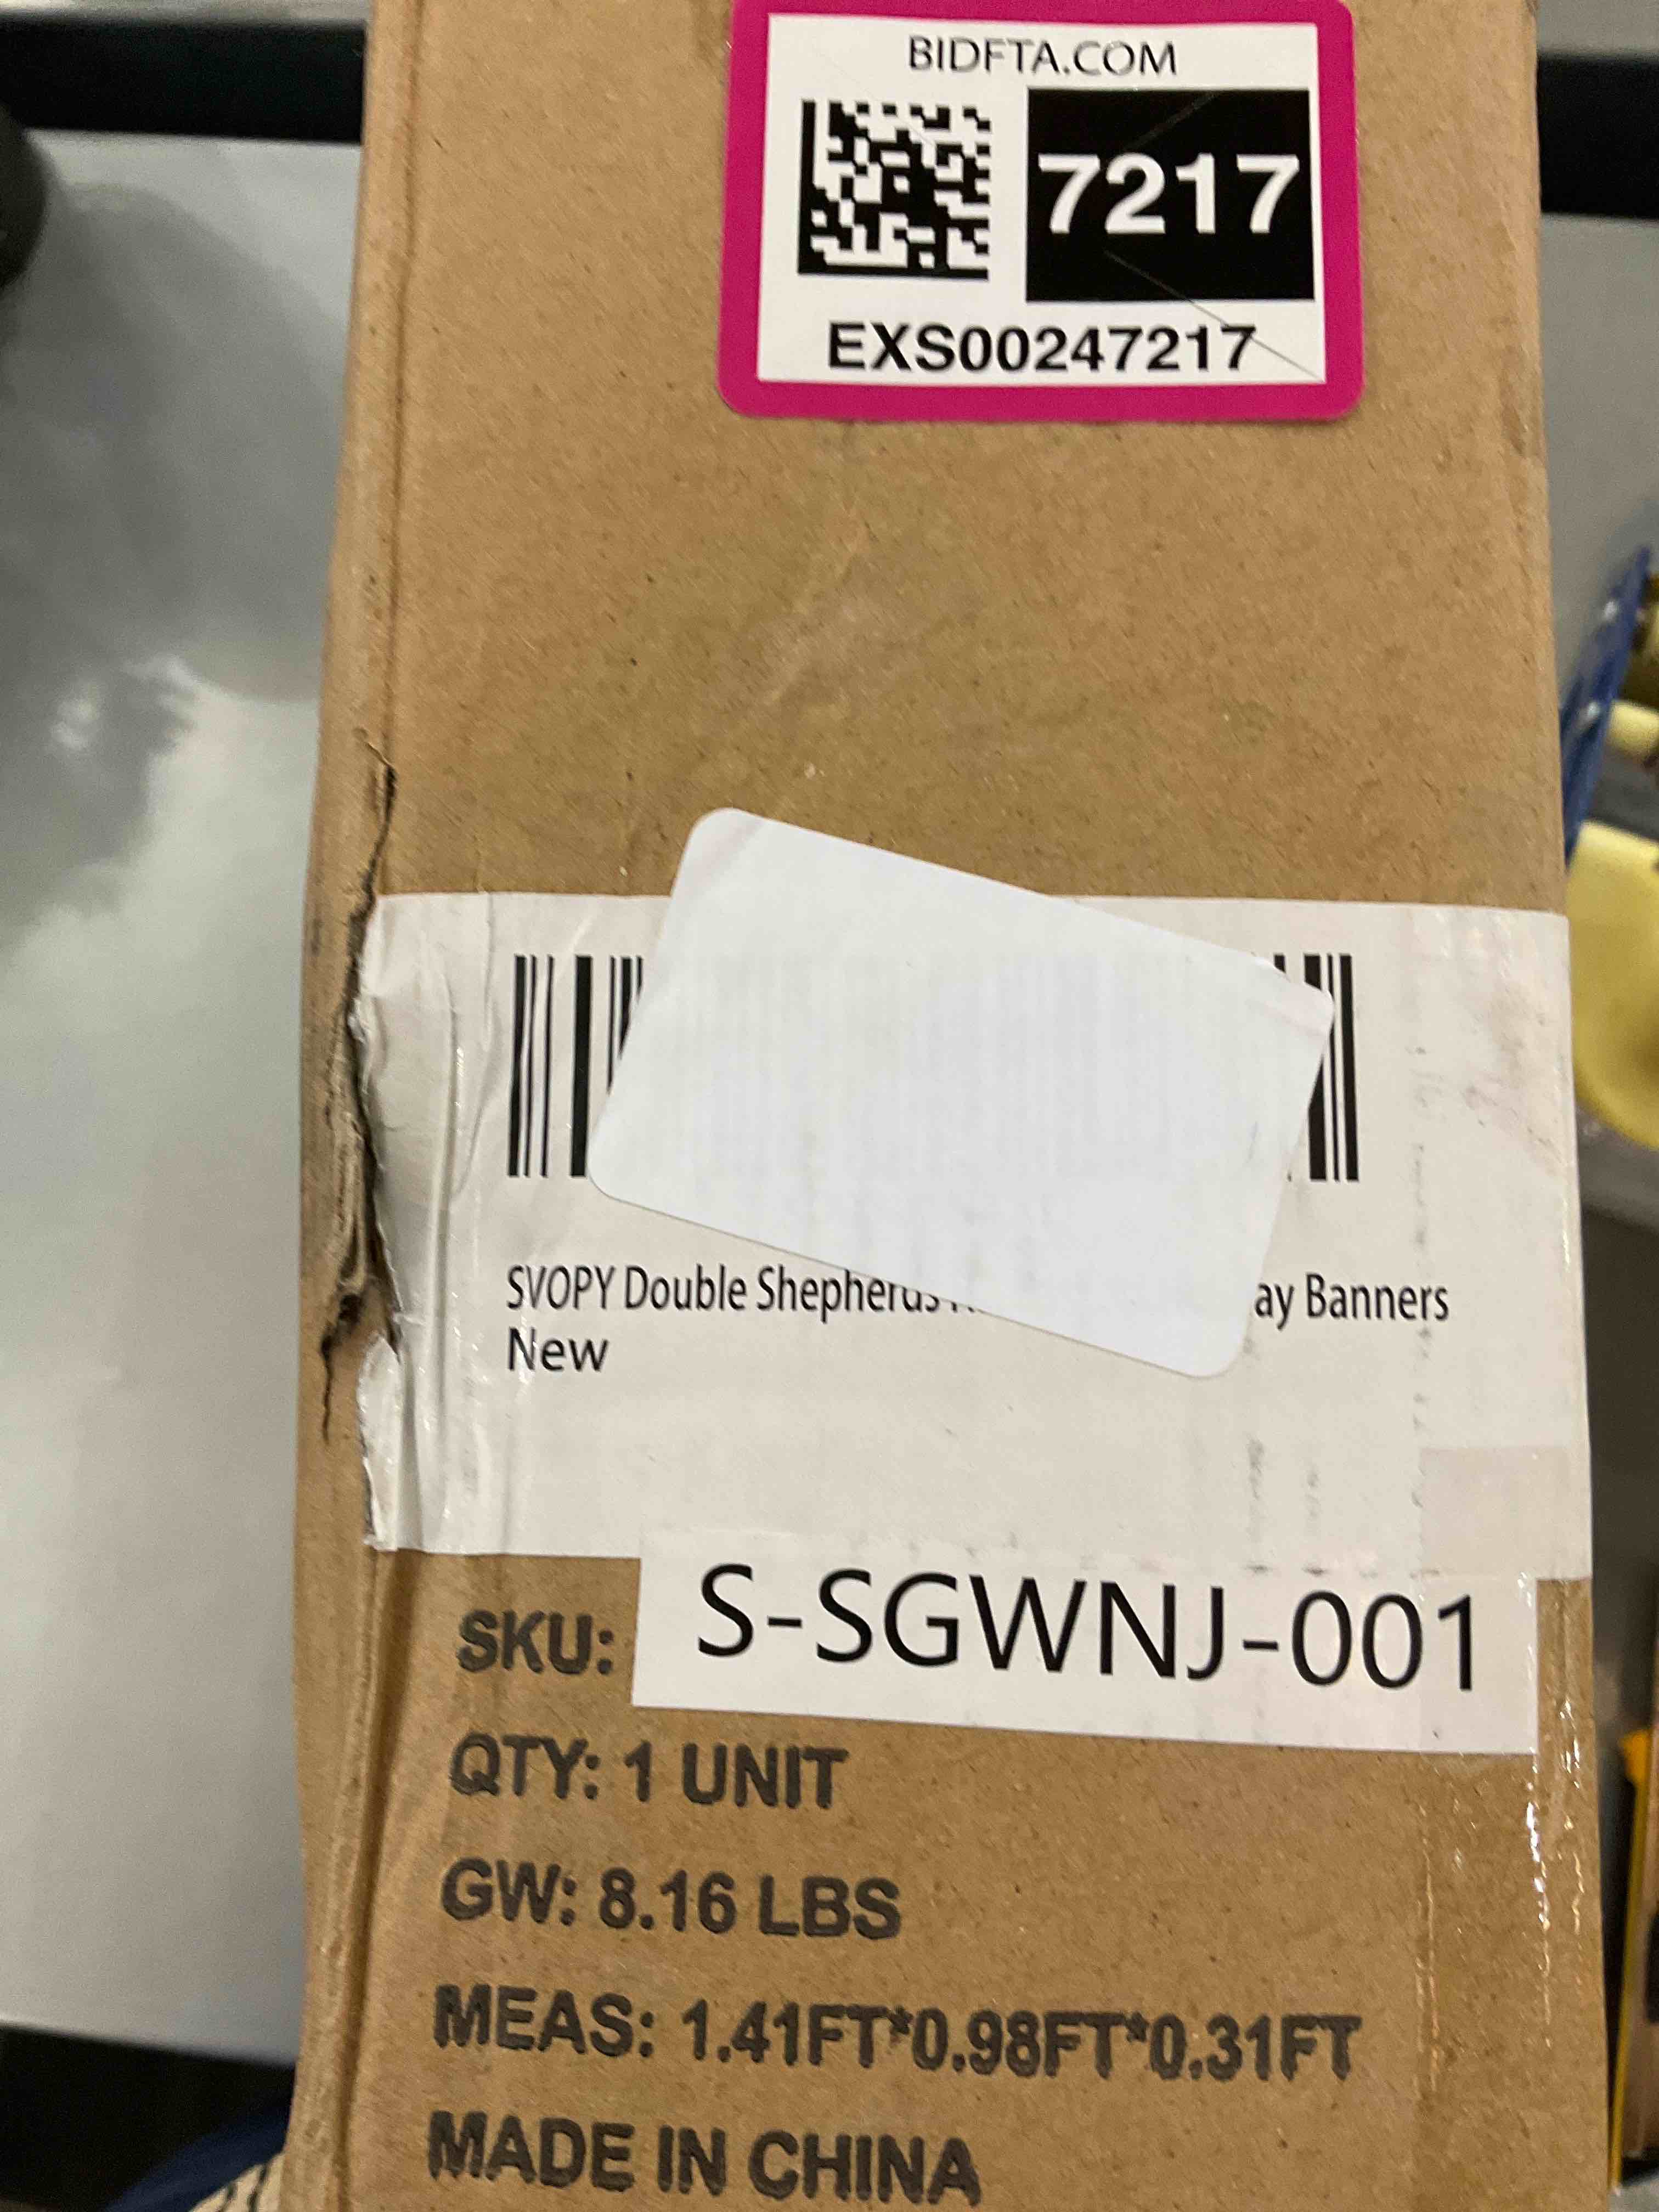 BIDFTA.COM
7217
EXS00247217
SVOPY Double Shepherds ay Banners
New
SKU: S-SGWNJ-001
QTY: 1 UNIT
GW: 8.16 LBS
MEAS: 1.41FT*0.98FT*0.31FT
MADE IN CHINA